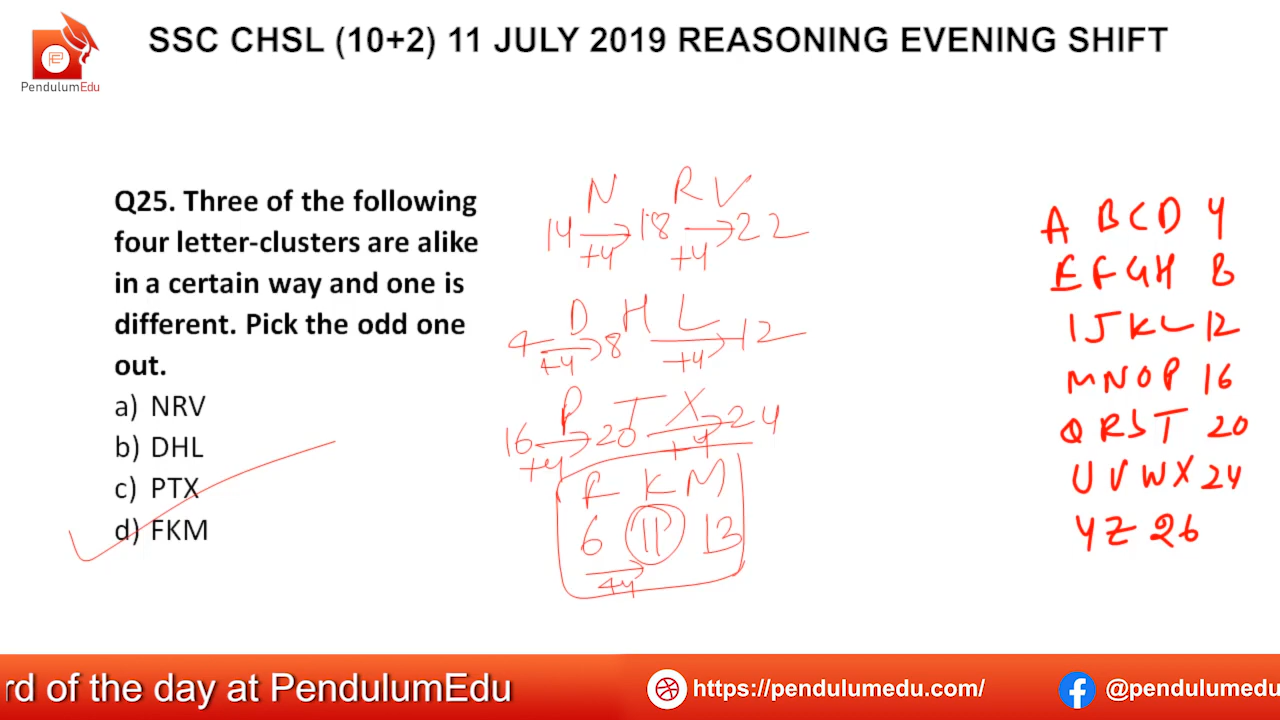 SSC CHSL (10+2) 11 JULY 2019 REASONING EVENING SHIFT
PendulumEdu
Q25. Three of the following
four letter-clusters are alike
in a certain way and one is
different. Pick the odd one
out.
a) NRV
b) DHL
c) PTX
d) FKM
N R V
14 +4 18 +4 22
D H L
4 +4 8 +4 12
P T X
16 +4 20 +4 24
F K M
6 11 13
+4
A B C D 4
E F G H 8
I J K L 12
M N O P 16
Q R S T 20
U V W X 24
Y Z 26
rd of the day at PendulumEdu
https://pendulumedu.com/
@pendulumedu